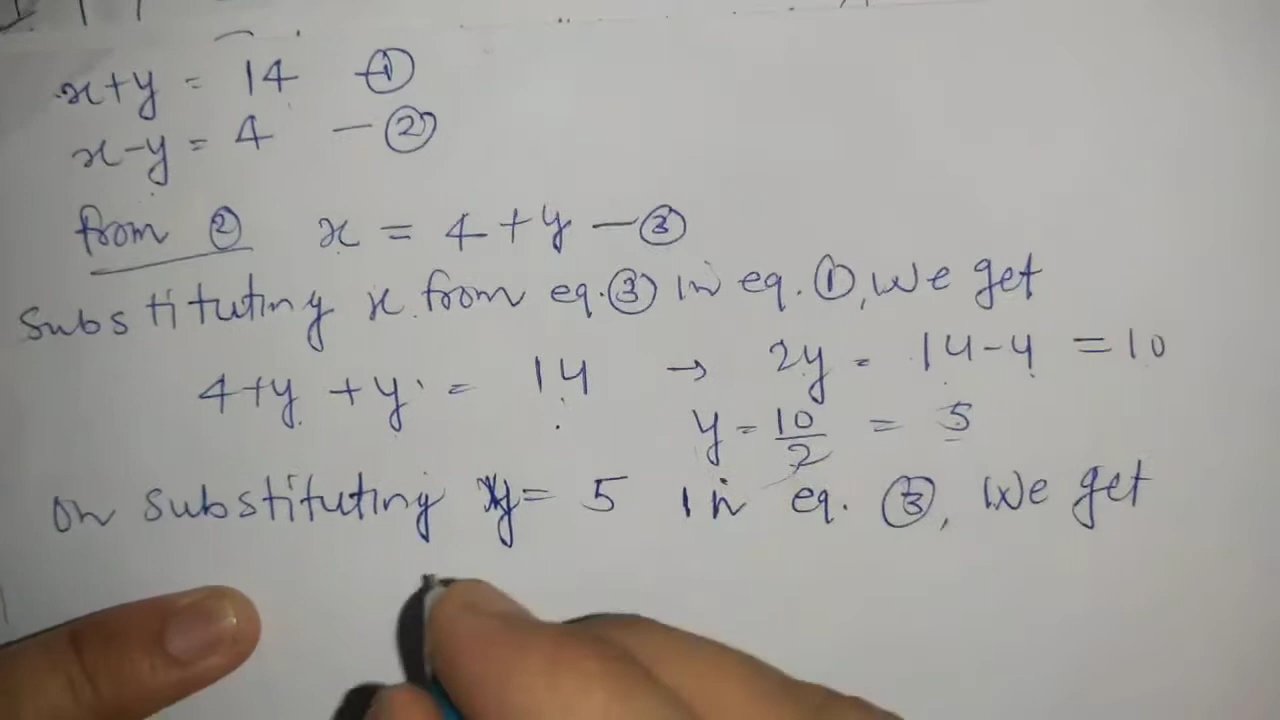 x+y = 14 - ①
x-y = 4 - ②
from ② x = 4+y - ③
Substituting x from eq. ③ in eq. ①, we get
4+y+y = 14 → 2y = 14-4 = 10
y = 10/2 = 5
on substituting y = 5 in eq. ③, we get